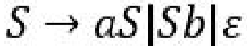 S → aS|Sb|ε